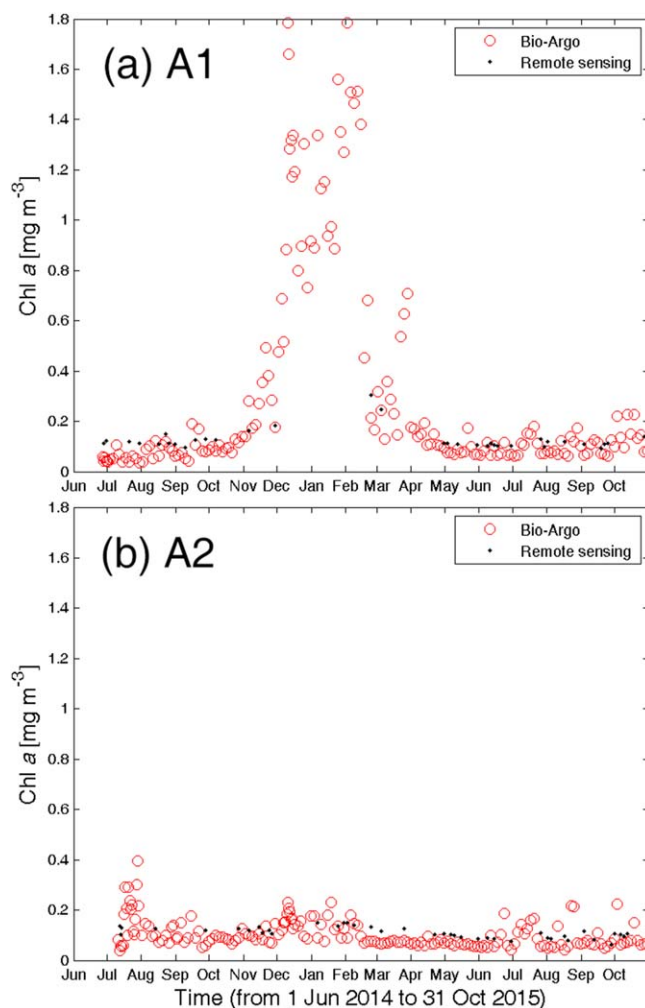 (a) A1
Bio-Argo
Remote sensing
Chl a [mg m-3]
1.8
1.6
1.4
1.2
1
0.8
0.6
0.4
0.2
0
Jun Jul Aug Sep Oct Nov Dec Jan Feb Mar Apr May Jun Jul Aug Sep Oct
(b) A2
Bio-Argo
Remote sensing
Chl a [mg m-3]
1.8
1.6
1.4
1.2
1
0.8
0.6
0.4
0.2
0
Jun Jul Aug Sep Oct Nov Dec Jan Feb Mar Apr May Jun Jul Aug Sep Oct
Time (from 1 Jun 2014 to 31 Oct 2015)